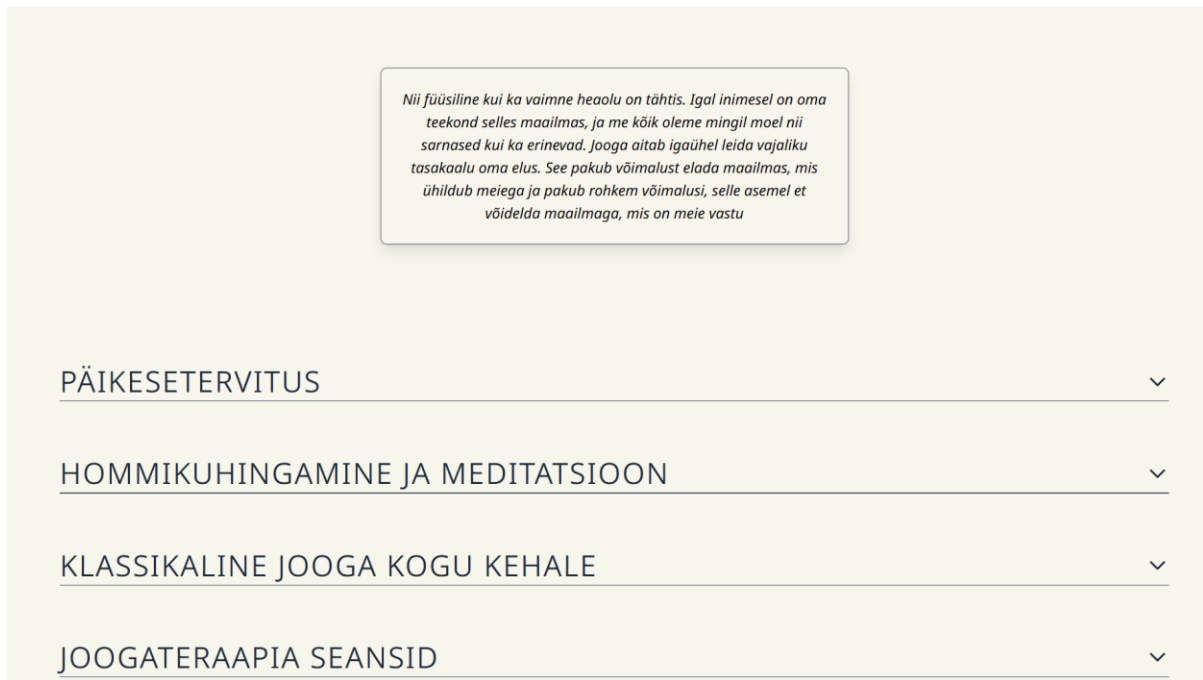 Nii füüsiline kui ka vaimne heaolu on tähtis. Igal inimesel on oma
teekond selles maailmas, ja me kõik oleme mingil moel nii
sarnased kui ka erinevad. Jooga aitab igaühel leida vajaliku
tasakaalu oma elus. See pakub võimalust elada maailmas, mis
ühildub meiega ja pakub rohkem võimalusi, selle asemel et
võidelda maailmaga, mis on meie vastu
PÄIKESETERVITUS
HOMMIKUHINGAMINE JA MEDITATSIOON
KLASSIKALINE JOOGA KOGU KEHALE
JOOGATERAAPIA SEANSID